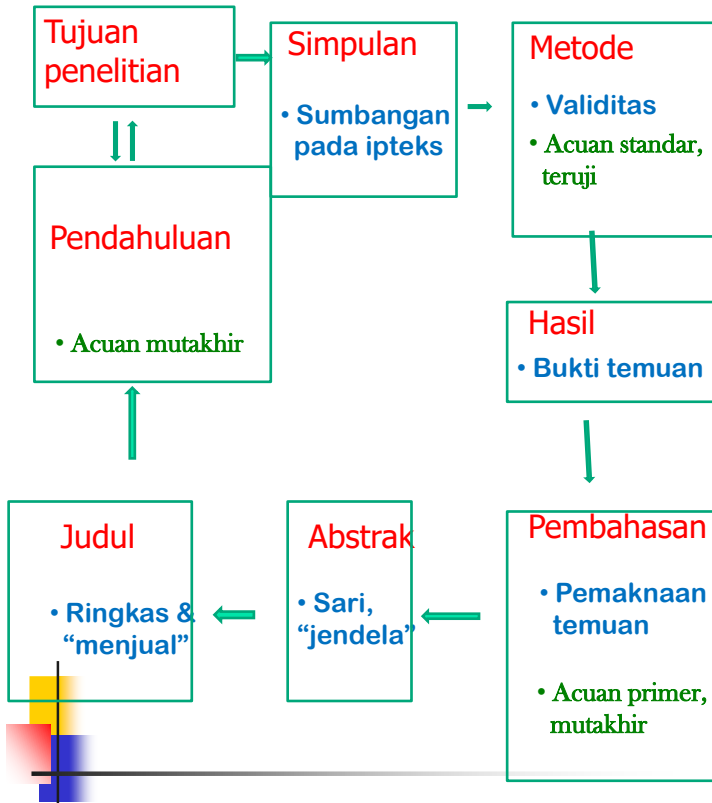 Tujuan
penelitian
Simpulan
• Sumbangan
pada ipteks
Metode
• Validitas
• Acuan standar,
teruji
Pendahuluan
• Acuan mutakhir
Hasil
• Bukti temuan
Judul
• Ringkas &
“menjual”
Abstrak
• Sari,
“jendela”
Pembahasan
• Pemaknaan
temuan
• Acuan primer,
mutakhir